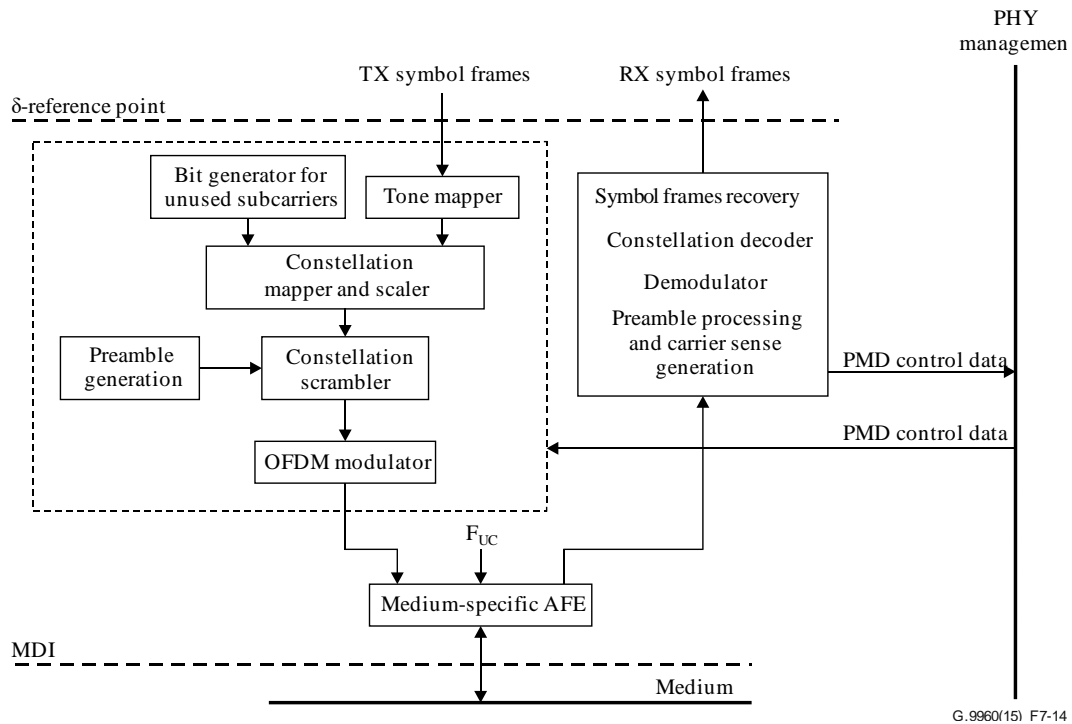 PHY
managemen
TX symbol frames
RX symbol frames
δ-reference point
Bit generator for
unused subcarriers
Tone mapper
Symbol frames recovery
Constellation decoder
Demodulator
Preamble processing
and carrier sense
generation
Constellation
mapper and scaler
Preamble
generation
Constellation
scrambler
PMD control data
PMD control data
OFDM modulator
FUC
Medium-specific AFE
MDI
Medium
G.9960(15)_F7-14